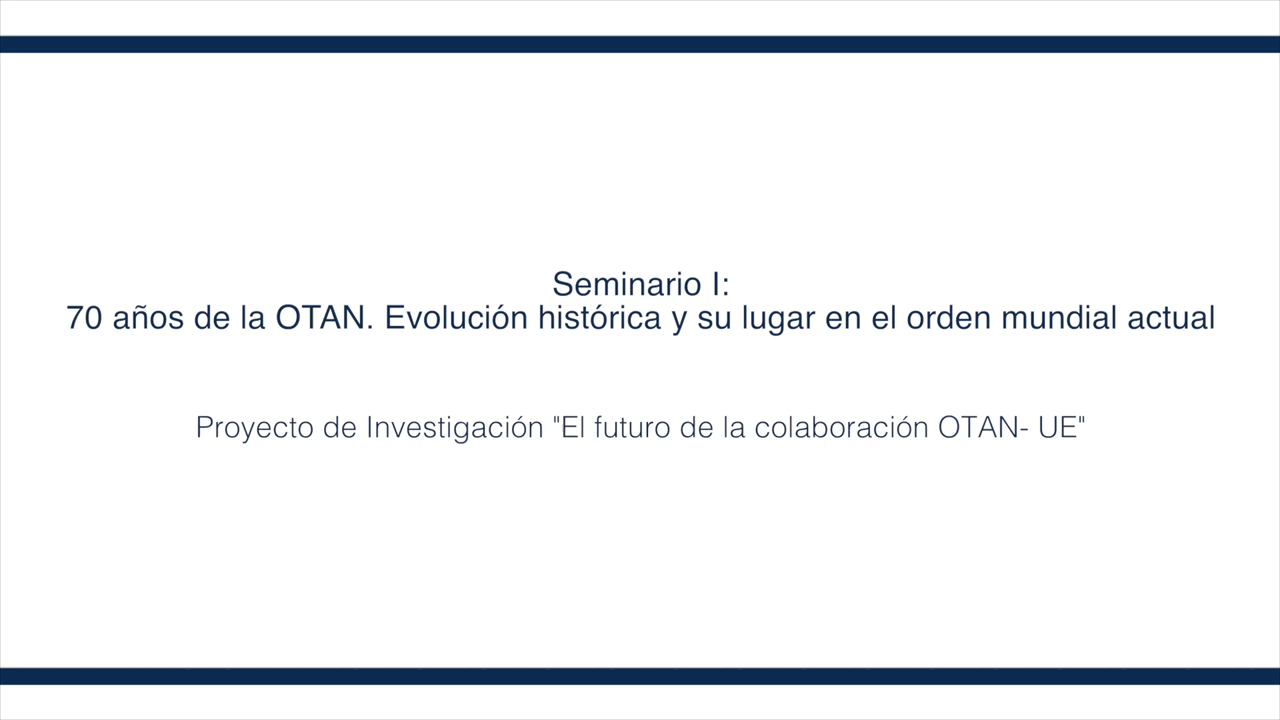 Seminario I:
70 años de la OTAN. Evolución histórica y su lugar en el orden mundial actual
Proyecto de Investigación "El futuro de la colaboración OTAN- UE"